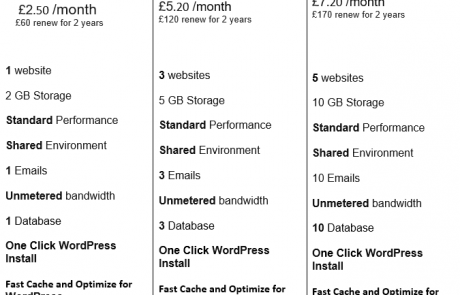 £2.50 /month
£60 renew for 2 years
1 website
2 GB Storage
Standard Performance
Shared Environment
1 Emails
Unmetered bandwidth
1 Database
One Click WordPress
Install
Fast Cache and Optimize for
WordPress
£5.20 /month
£120 renew for 2 years
3 websites
5 GB Storage
Standard Performance
Shared Environment
3 Emails
Unmetered bandwidth
3 Database
One Click WordPress
Install
Fast Cache and Optimize for
£7.20 /month
£170 renew for 2 years
5 websites
10 GB Storage
Standard Performance
Shared Environment
10 Emails
Unmetered bandwidth
10 Database
One Click WordPress
Install
Fast Cache and Optimize for